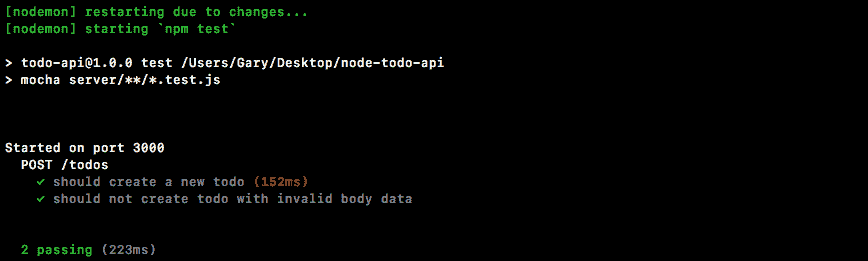 [nodemon] restarting due to changes...
[nodemon] starting `npm test`
> todo-api@1.0.0 test /Users/Gary/Desktop/node-todo-api
> mocha server/**/*.test.js
Started on port 3000
POST /todos
✓ should create a new todo (152ms)
✓ should not create todo with invalid body data
2 passing (223ms)